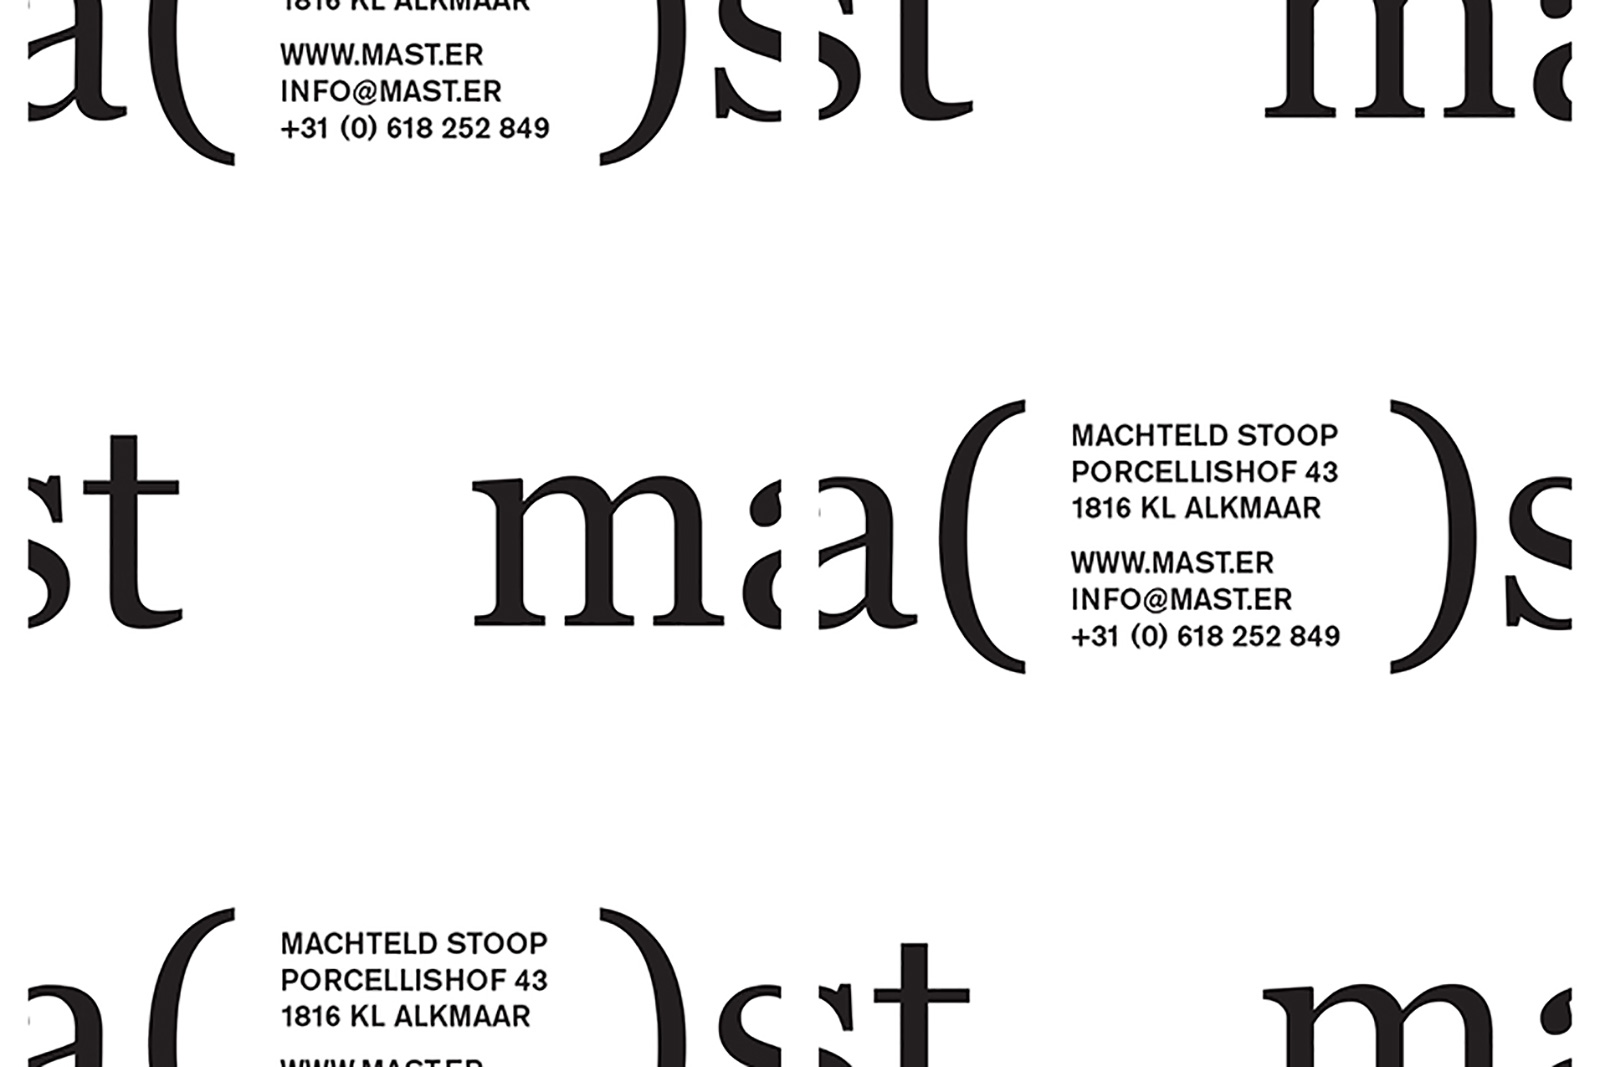 1816 KL ALKMAAR
a( )s
WWW.MAST.ER
INFO@MAST.ER
+31 (0) 618 252 849
st ma
st ma
a( )s
MACHTELD STOOP
PORCELLISHOF 43
1816 KL ALKMAAR
WWW.MAST.ER
INFO@MAST.ER
+31 (0) 618 252 849
a( )s
MACHTELD STOOP
PORCELLISHOF 43
1816 KL ALKMAAR
WWW.MAST.ER
st ma